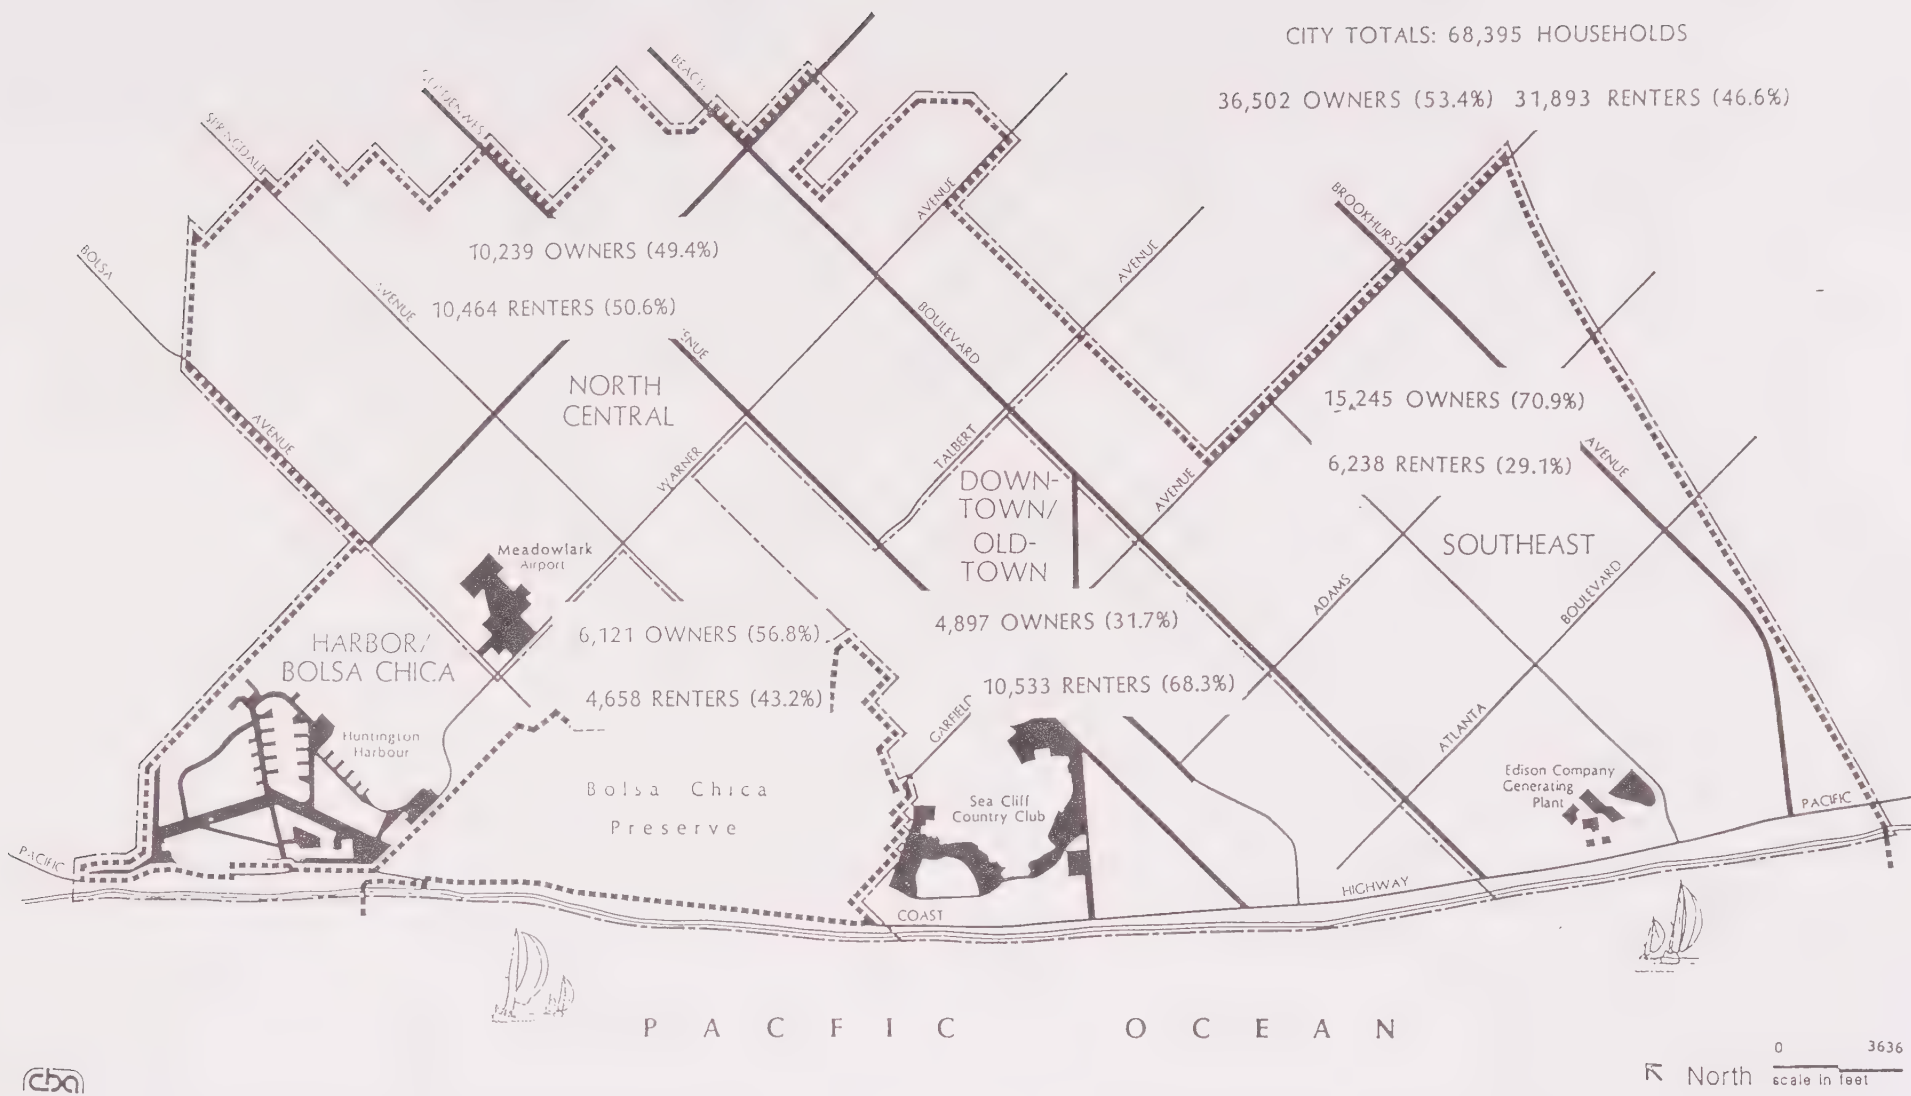 CITY TOTALS: 68,395 HOUSEHOLDS
36,502 OWNERS (53.4%) 31,893 RENTERS (46.6%)
BEACH
SPRINGDALE
BROOKHURST
AVENUE
AVENUE
BOLSA
10,239 OWNERS (49.4%)
10,464 RENTERS (50.6%)
BOULEVARD
NORTH
CENTRAL
15,245 OWNERS (70.9%)
6,238 RENTERS (29.1%)
AVENUE
AVENUE
WARNER
TALBERT
AVENUE
DOWN-
TOWN/
OLD-
TOWN
SOUTHEAST
Meadowlark
Airport
ADAMS
BOULEVARD
HARBOR/
BOLSA CHICA
6,121 OWNERS (56.8%)
4,658 RENTERS (43.2%)
4,897 OWNERS (31.7%)
10,533 RENTERS (68.3%)
GARFIELD
ATLANTA
Huntington
Harbour
Bolsa Chica
Preserve
Sea Cliff
Country Club
Edison Company
Generating
Plant
PACIFIC
PACIFIC
COAST
HIGHWAY
PACFIC OCEAN
cba
North
0 3636
scale in feet